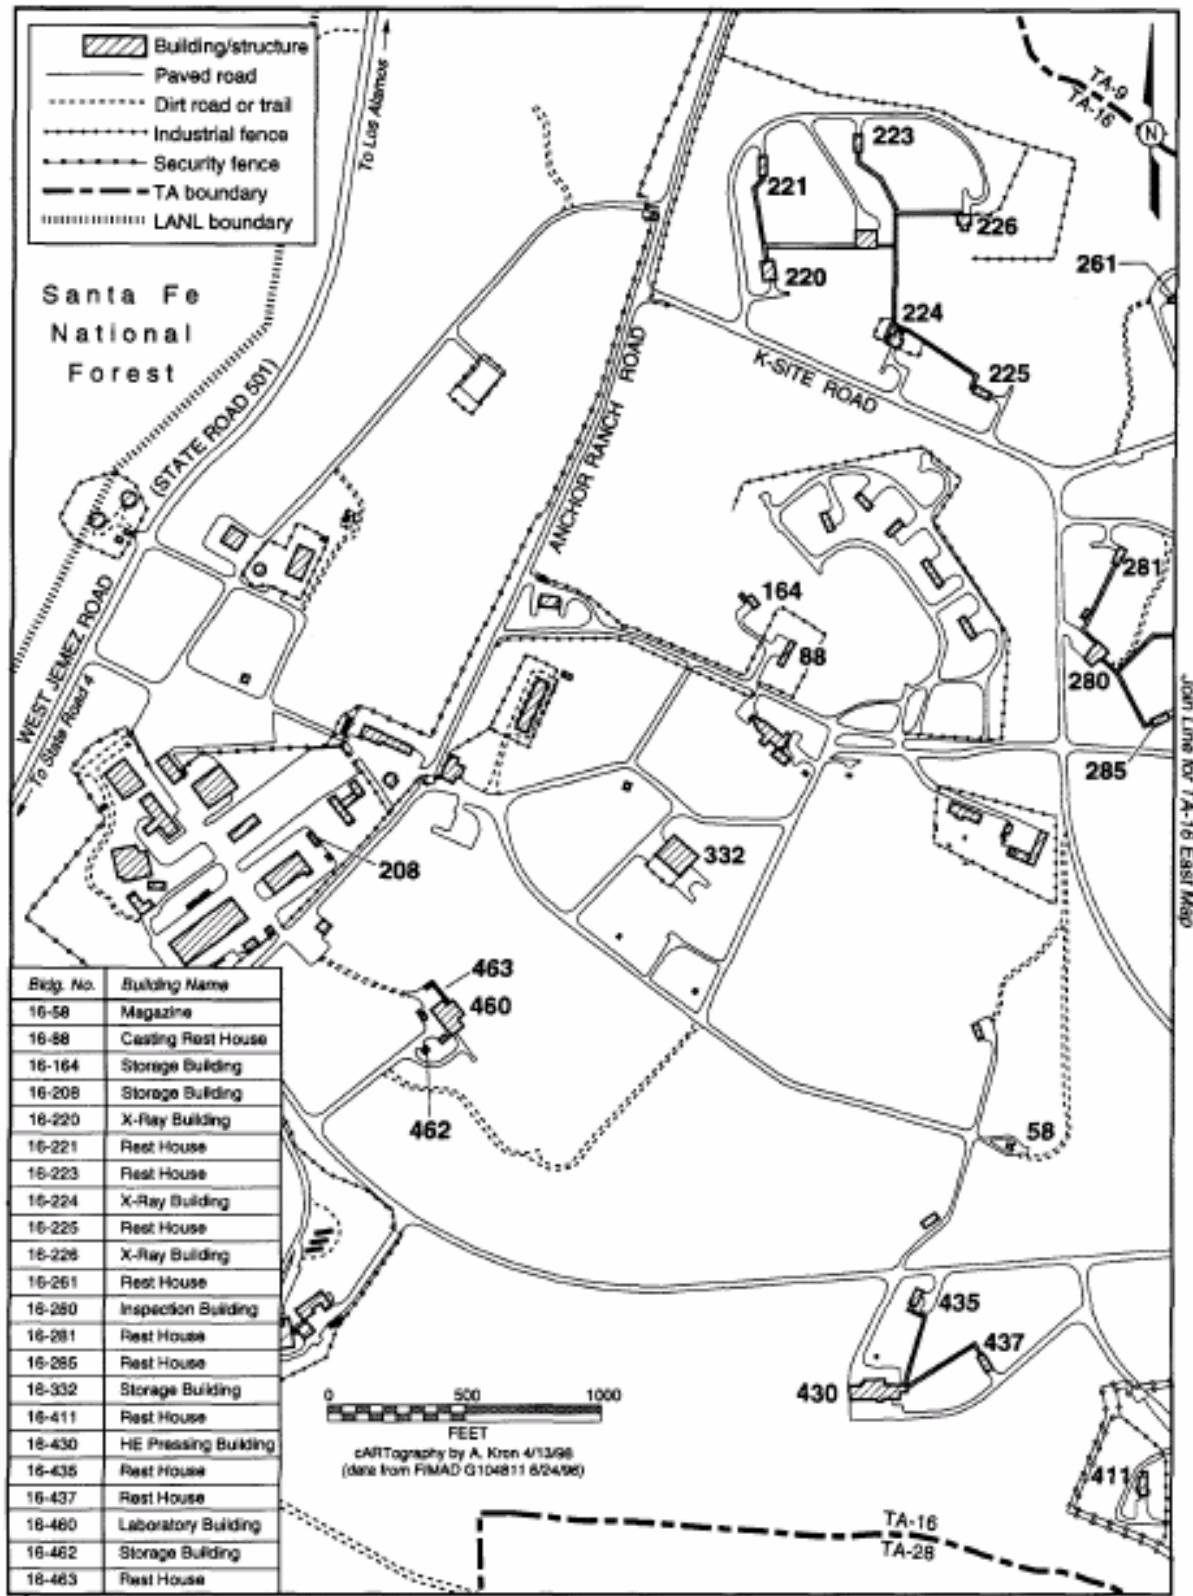 Building/structure
Paved road
Dirt road or trail
Industrial fence
Security fence
TA boundary
LANL boundary
To Los Alamos
TA-9
TA-16
N
223
221
226
220
261
224
225
Santa Fe
National
Forest
(STATE ROAD 501)
ANCHOR RANCH ROAD
K-SITE ROAD
WEST JEMEZ ROAD
To State Road 4
164
88
281
280
285
Join Line for TA-16 East Map
332
208
463
460
462
58
435
437
430
411
Bldg. No. Building Name
16-58 Magazine
16-88 Casting Rest House
16-164 Storage Building
16-208 Storage Building
16-220 X-Ray Building
16-221 Rest House
16-223 Rest House
16-224 X-Ray Building
16-225 Rest House
16-226 X-Ray Building
16-261 Rest House
16-280 Inspection Building
16-281 Rest House
16-285 Rest House
16-332 Storage Building
16-411 Rest House
16-430 HE Pressing Building
16-435 Rest House
16-437 Rest House
16-460 Laboratory Building
16-462 Storage Building
16-463 Rest House
0 500 1000
FEET
cARTography by A. Kron 4/13/98
(data from FIMAD G104811 6/24/96)
TA-16
TA-28